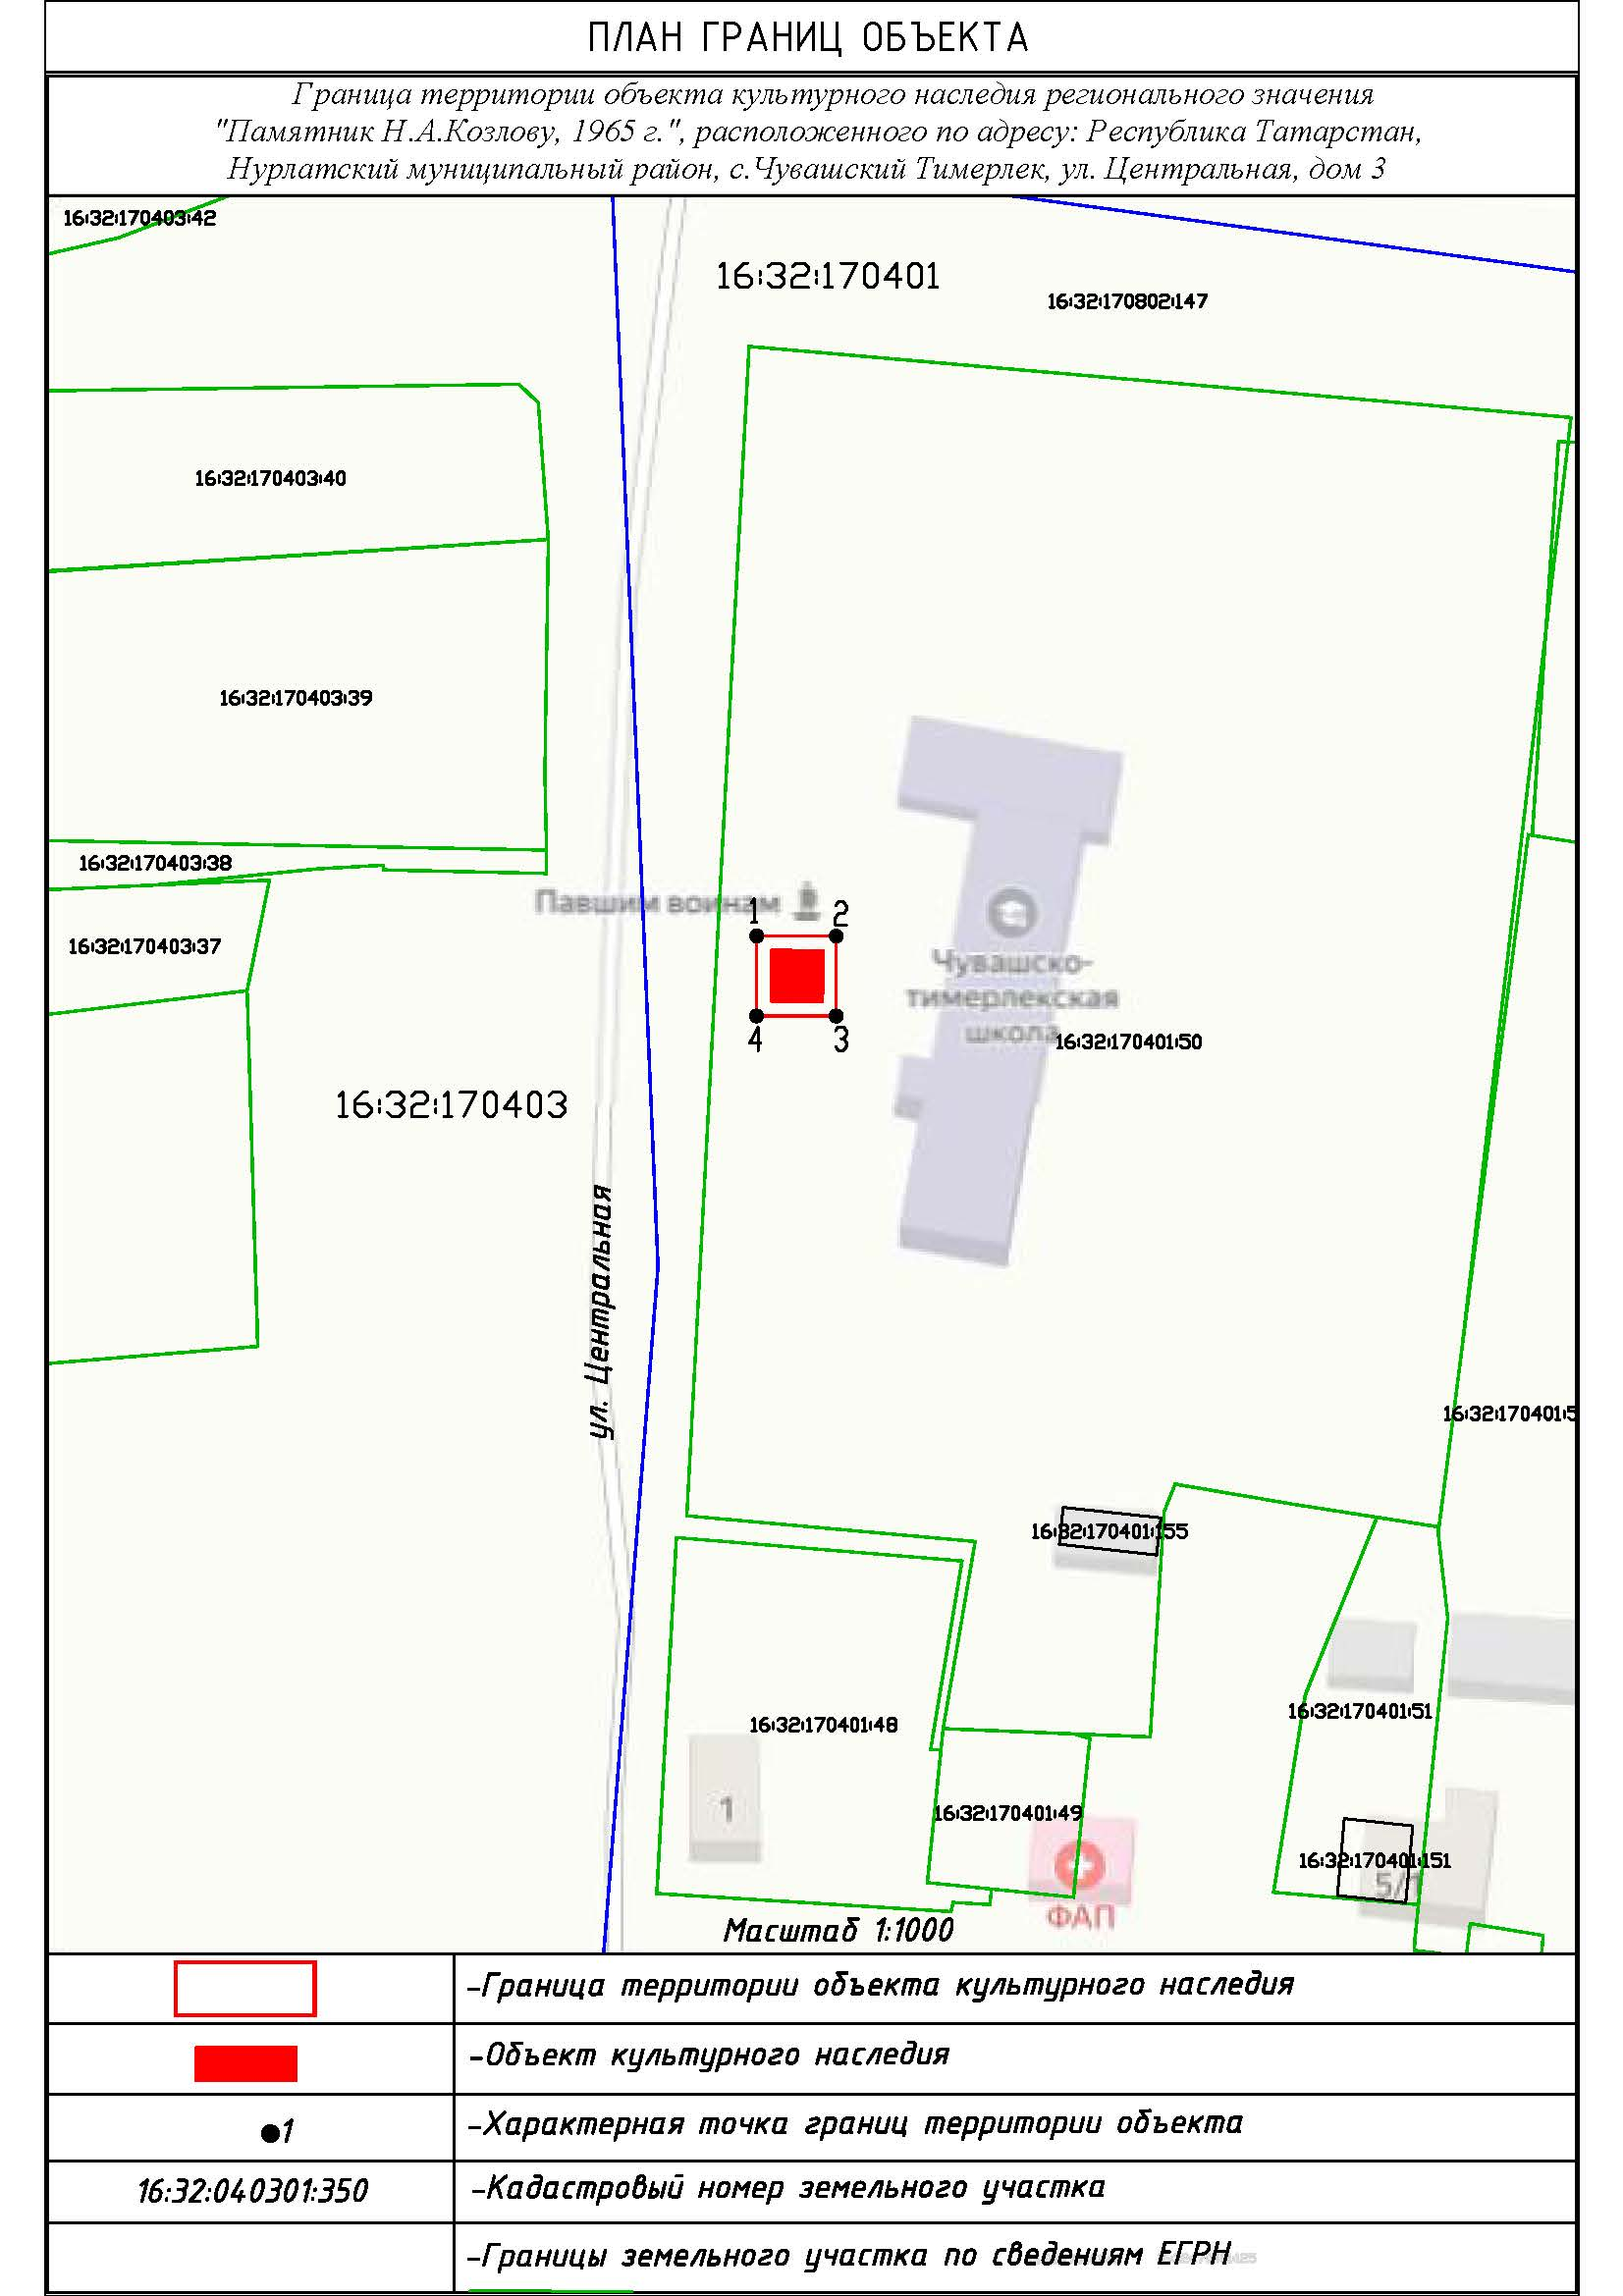 ПЛАН ГРАНИЦ ОБЪЕКТА
Граница территории объекта культурного наследия регионального значения
"Памятник Н.А.Козлову, 1965 г.", расположенного по адресу: Республика Татарстан,
Нурлатский муниципальный район, с.Чувашский Тимерлек, ул. Центральная, дом 3
16:32:170403:42
16:32:170401
16:32:170802:147
16:32:170403:40
16:32:170403:39
16:32:170403:38
Павшим воинам
1
2
16:32:170403:37
Чувашско-
тимерлекская
школа
4
3
16:32:170401:50
16:32:170403
ул. Центральная
16:32:170401:5
16:32:170401:155
16:32:170401:51
16:32:170401:48
1
16:32:170401:49
16:32:170401:151
5/1
ФАП
Масштаб 1:1000
-Граница территории объекта культурного наследия
-Объект культурного наследия
1
-Характерная точка границ территории объекта
16:32:040301:350
-Кадастровый номер земельного участка
-Границы земельного участка по сведениям ЕГРН